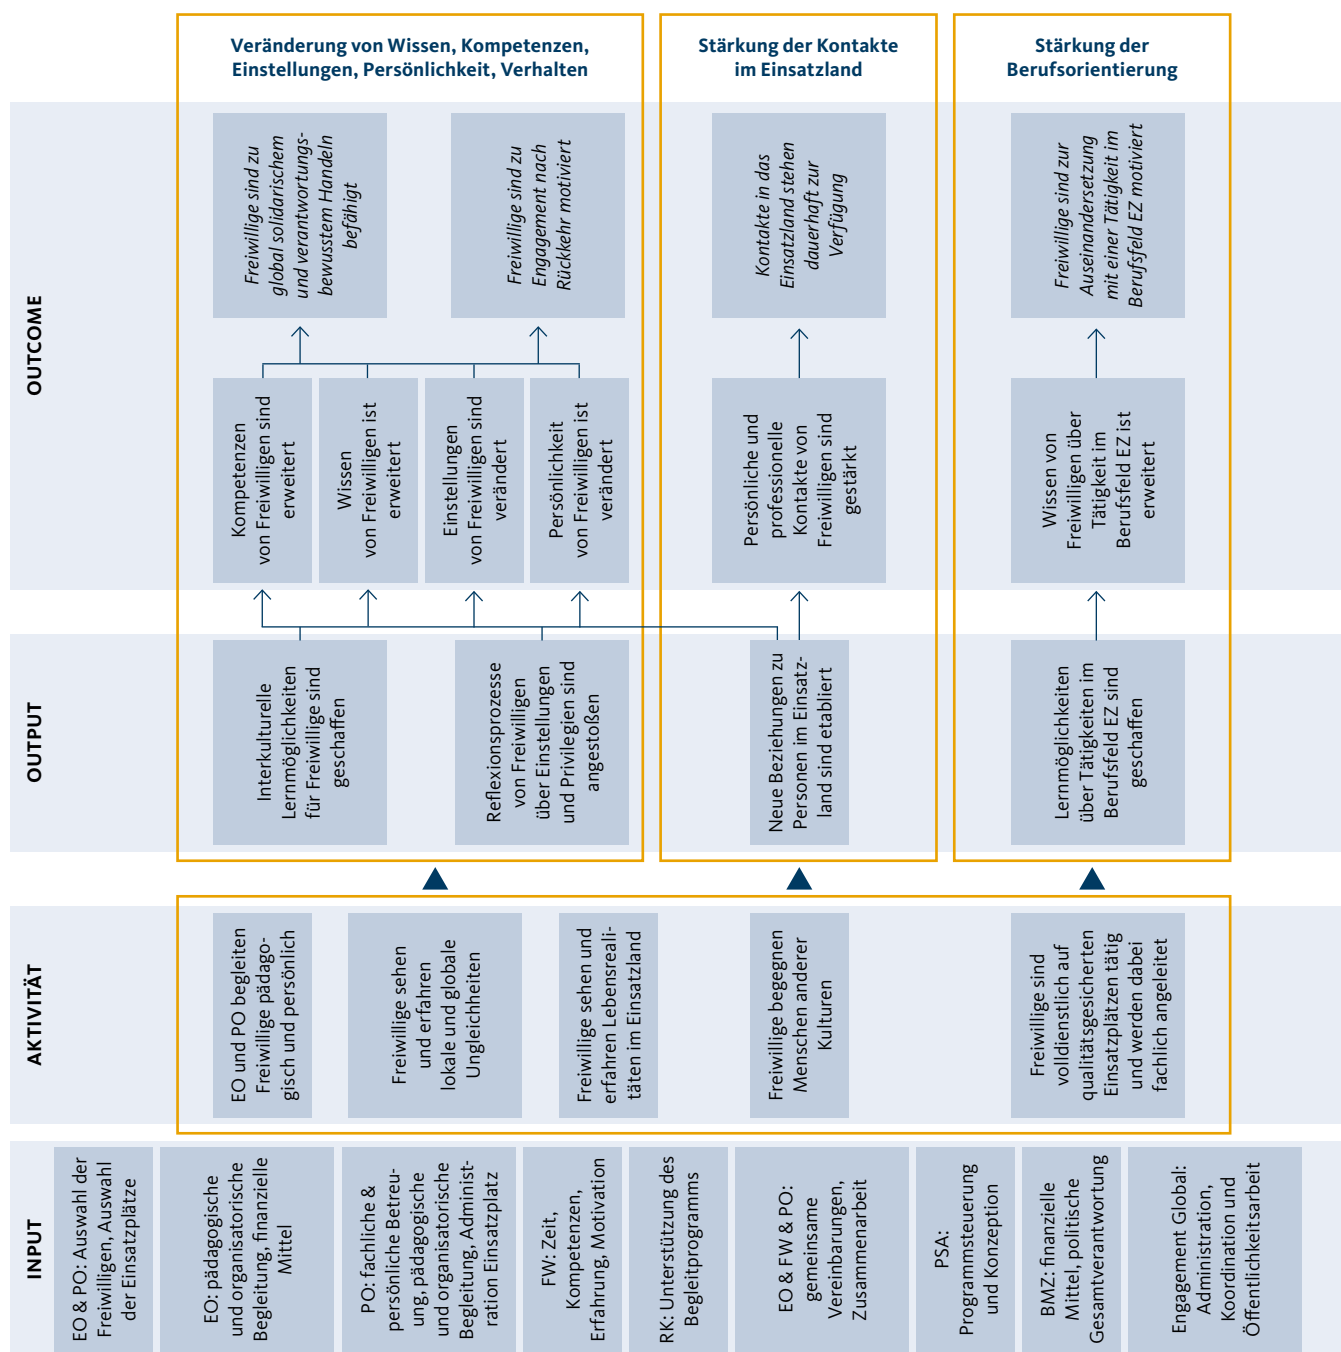 Veränderung von Wissen, Kompetenzen,
Einstellungen, Persönlichkeit, Verhalten
Stärkung der Kontakte
im Einsatzland
Stärkung der
Berufsorientierung
OUTCOME
Freiwillige sind zu
global solidarischem
und verantwortungs-
bewusstem Handeln
befähigt
Freiwillige sind zu
Engagement nach
Rückkehr motiviert
Kontakte in das
Einsatzland stehen
dauerhaft zur
Verfügung
Freiwillige sind zur
Auseinandersetzung
mit einer Tätigkeit im
Berufsfeld EZ motiviert
Kompetenzen
von Freiwilligen sind
erweitert
Wissen
von Freiwilligen ist
erweitert
Einstellungen
von Freiwilligen sind
verändert
Persönlichkeit
von Freiwilligen ist
verändert
Persönliche und
professionelle
Kontakte von
Freiwilligen sind
gestärkt
Wissen von
Freiwilligen über
Tätigkeit im
Berufsfeld EZ ist
erweitert
OUTPUT
Interkulturelle
Lernmöglichkeiten
für Freiwillige sind
geschaffen
Reflexionsprozesse
von Freiwilligen
über Einstellungen
und Privilegien sind
angestoßen
Neue Beziehungen zu
Personen im Einsatz-
land sind etabliert
Lernmöglichkeiten
über Tätigkeiten im
Berufsfeld EZ sind
geschaffen
AKTIVITÄT
EO und PO begleiten
Freiwillige pädago-
gisch und persönlich
Freiwillige sehen
und erfahren
lokale und globale
Ungleichheiten
Freiwillige sehen und
erfahren Lebensreali-
täten im Einsatzland
Freiwillige begegnen
Menschen anderer
Kulturen
Freiwillige sind
volldienstlich auf
qualitätsgesicherten
Einsatzplätzen tätig
und werden dabei
fachlich angeleitet
INPUT
EO & PO: Auswahl der
Freiwilligen, Auswahl
der Einsatzplätze
EO: pädagogische
und organisatorische
Begleitung, finanzielle
Mittel
PO: fachliche &
persönliche Betreu-
ung, pädagogische
und organisatorische
Begleitung, Administ-
ration Einsatzplatz
FW: Zeit,
Kompetenzen,
Erfahrung, Motivation
RK: Unterstützung des
Begleitprogramms
EO & FW & PO:
gemeinsame
Vereinbarungen,
Zusammenarbeit
PSA:
Programmsteuerung
und Konzeption
BMZ: finanzielle
Mittel, politische
Gesamtverantwortung
Engagement Global:
Administration,
Koordination und
Öffentlichkeitsarbeit